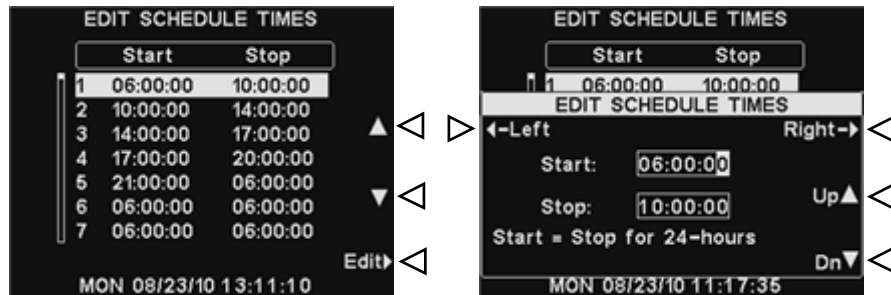 EDIT SCHEDULE TIMES
Start Stop
1 06:00:00 10:00:00
2 10:00:00 14:00:00
3 14:00:00 17:00:00
4 17:00:00 20:00:00
5 21:00:00 06:00:00
6 06:00:00 06:00:00
7 06:00:00 06:00:00
Edit
MON 08/23/10 13:11:10
EDIT SCHEDULE TIMES
Start Stop
1 06:00:00 10:00:00
EDIT SCHEDULE TIMES
-Left Right-
Start: 06:00:00
Up
Stop: 10:00:00
Start = Stop for 24-hours
Dn
MON 08/23/10 11:17:35